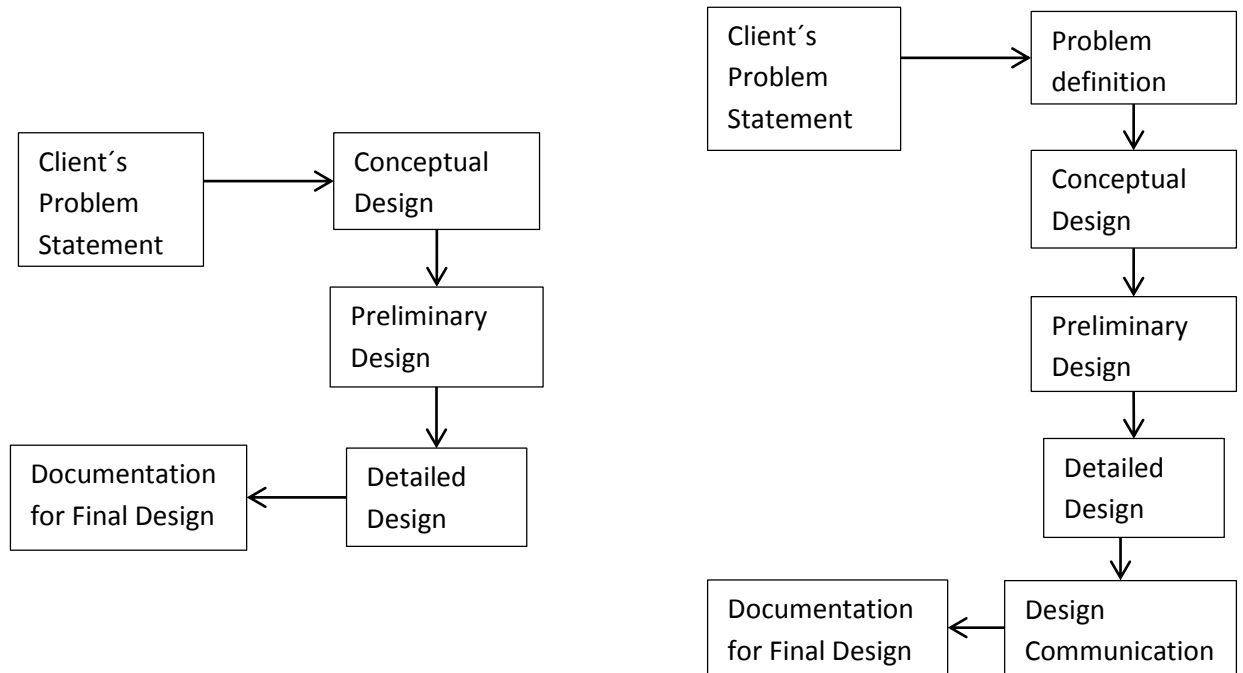 Client´s
Problem
Statement
Conceptual
Design
Preliminary
Design
Detailed
Design
Documentation
for Final Design
Client´s
Problem
Statement
Problem
definition
Conceptual
Design
Preliminary
Design
Detailed
Design
Design
Communication
Documentation
for Final Design